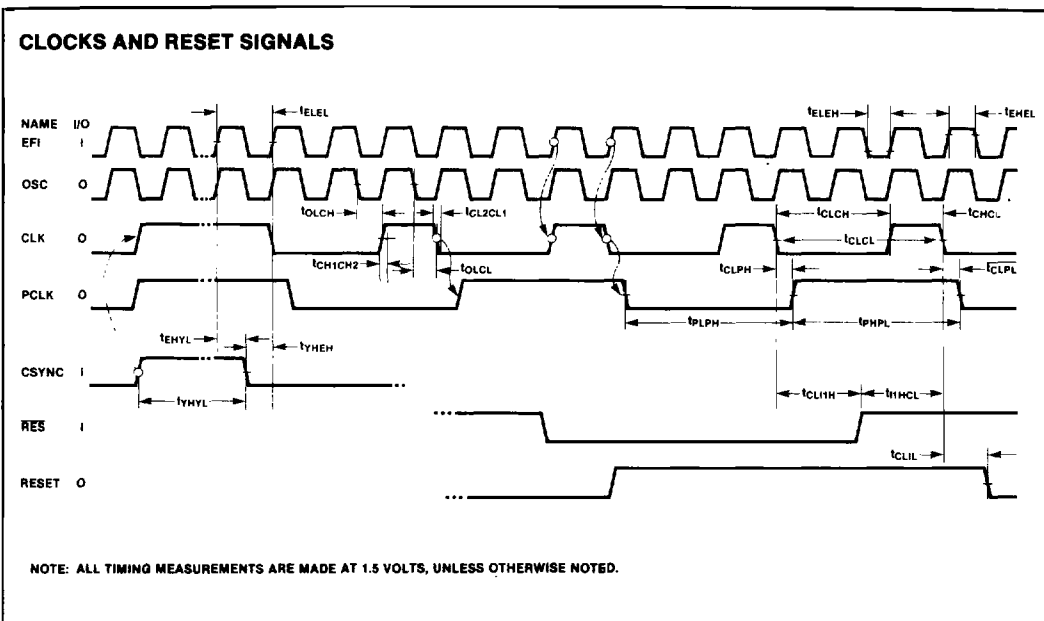 CLOCKS AND RESET SIGNALS
tELEL
tELEH
tEHEL
NAME I/O
EFI I
OSC O
tOLCH
tCL2CL1
tCLCH
tCHCL
CLK O
tCLCL
tCH1CH2
tOLCL
tCLPH
tCLPL
PCLK O
tPLPH
tPHPL
tEHYL
tYHEH
CSYNC I
tYHYL
tCLI1H
tI1HCL
RES I
tCLIL
RESET O
NOTE: ALL TIMING MEASUREMENTS ARE MADE AT 1.5 VOLTS, UNLESS OTHERWISE NOTED.